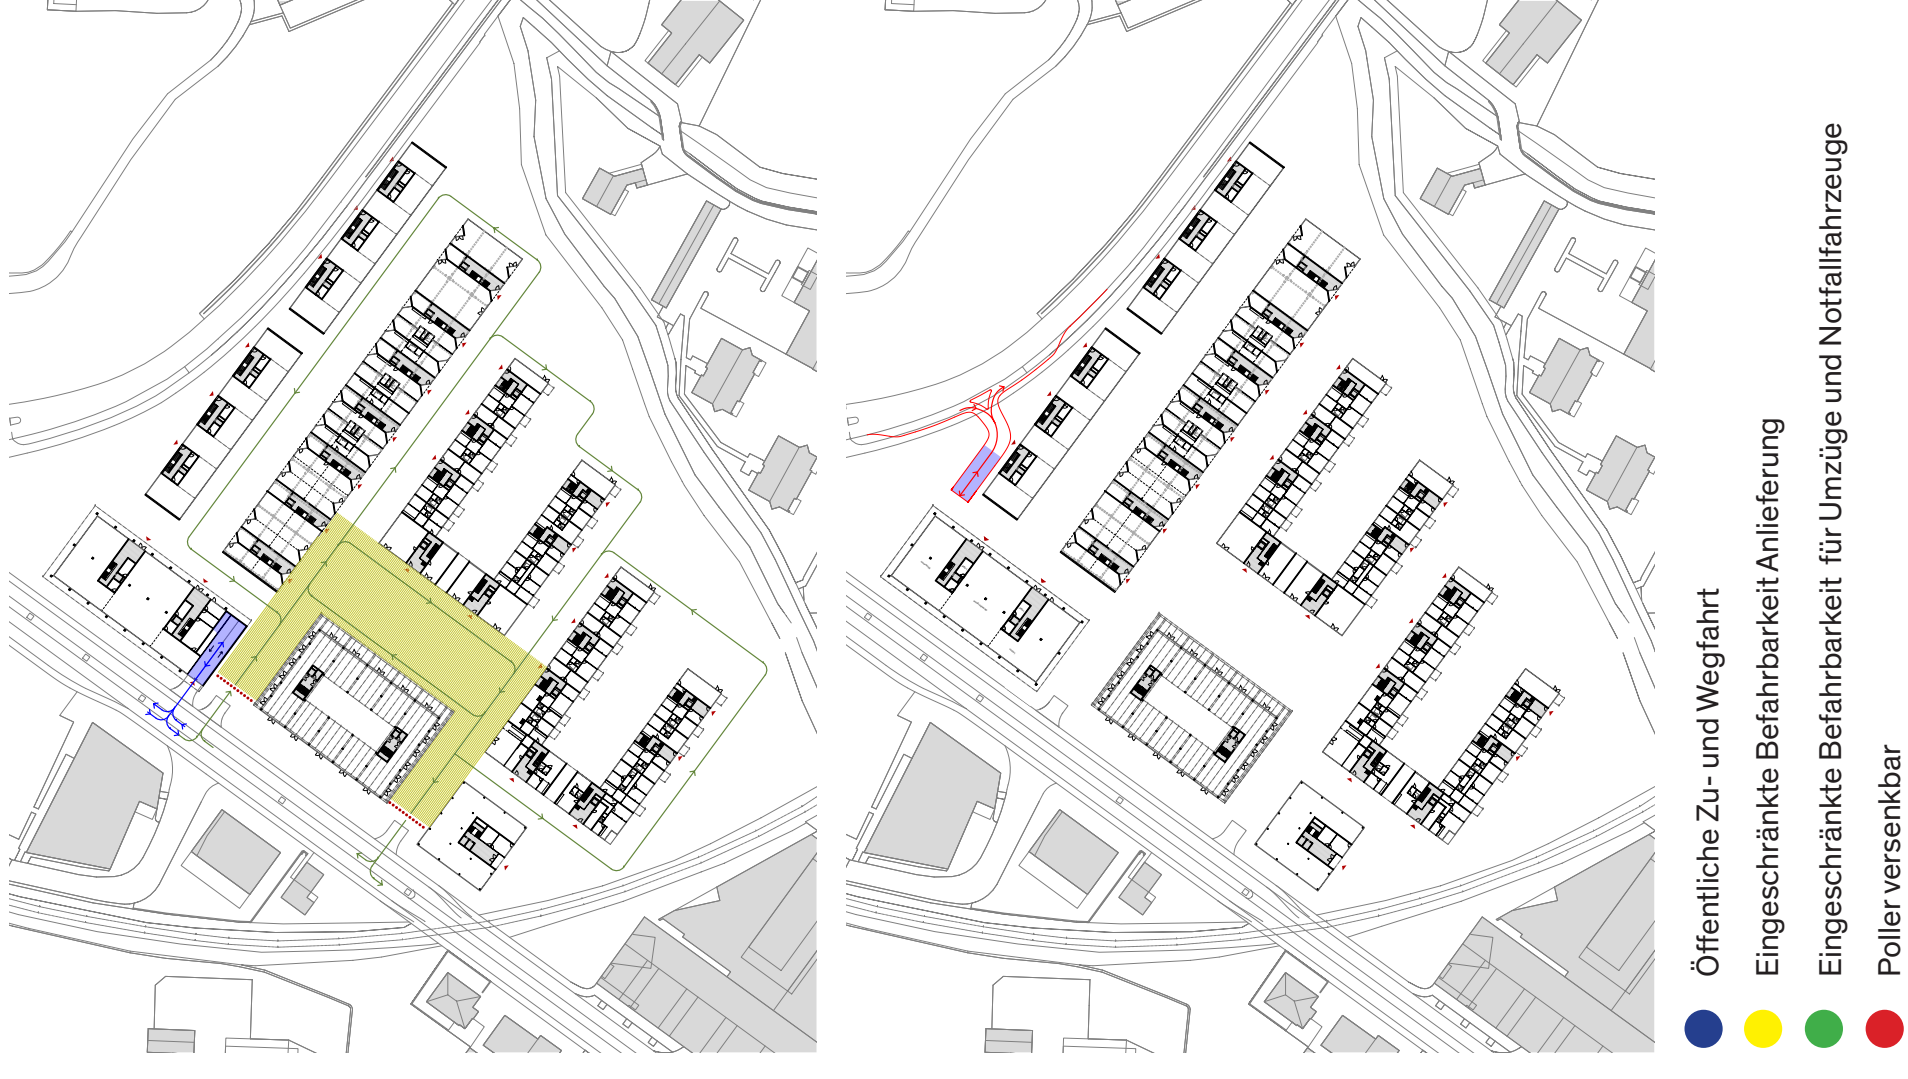 Öffentliche Zu- und Wegfahrt
Eingeschränkte Befahrbarkeit Anlieferung
Eingeschränkte Befahrbarkeit für Umzüge und Notfallfahrzeuge
Poller versenkbar